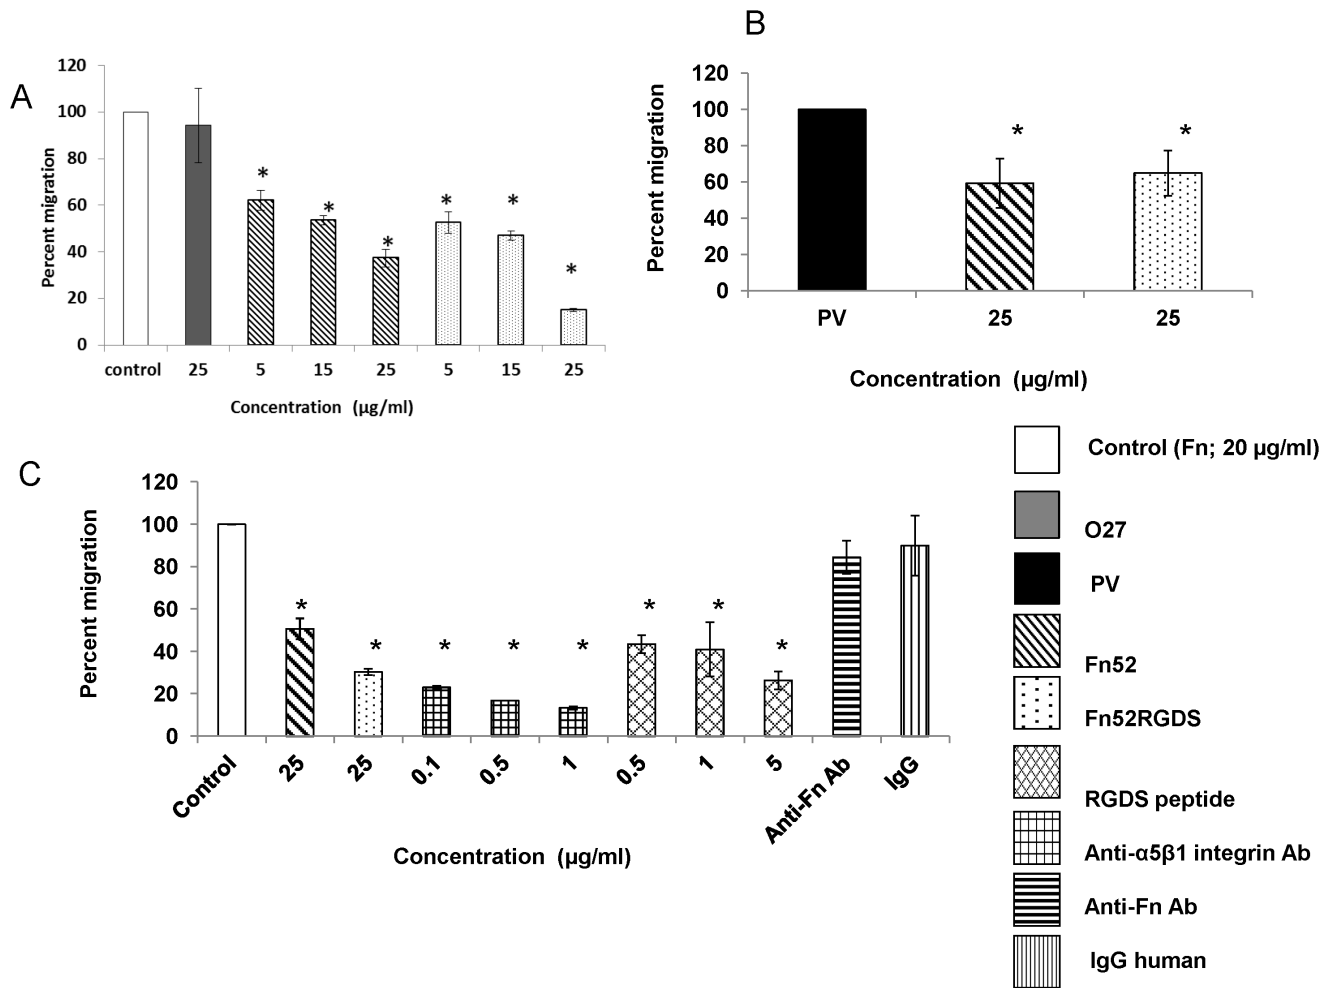 A
120
100
80
60
40
20
0
Percent migration
* * * * * *
control 25 5 15 25 5 15 25
Concentration (µg/ml)
B
120
100
80
60
40
20
0
Percent migration
* *
PV 25 25
Concentration (µg/ml)
C
120
100
80
60
40
20
0
Percent migration
* * * * * * * *
Control 25 25 0.1 0.5 1 0.5 1 5 Anti-Fn Ab IgG
Concentration (µg/ml)
Control (Fn; 20 µg/ml)
O27
PV
Fn52
Fn52RGDS
RGDS peptide
Anti-α5β1 integrin Ab
Anti-Fn Ab
IgG human